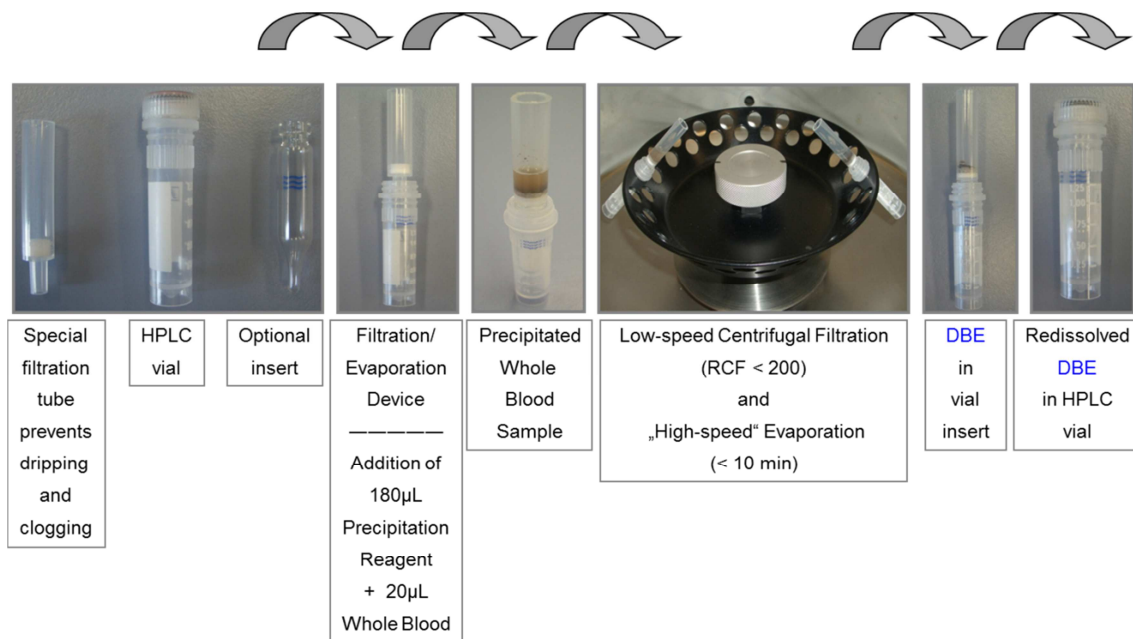 Special
filtration
tube
prevents
dripping
and
clogging
HPLC
vial
Optional
insert
Filtration/
Evaporation
Device
——————
Addition of
180µL
Precipitation
Reagent
+ 20µL
Whole Blood
Precipitated
Whole
Blood
Sample
Low-speed Centrifugal Filtration
(RCF < 200)
and
„High-speed“ Evaporation
(< 10 min)
DBE
in
vial
insert
Redissolved
DBE
in HPLC
vial